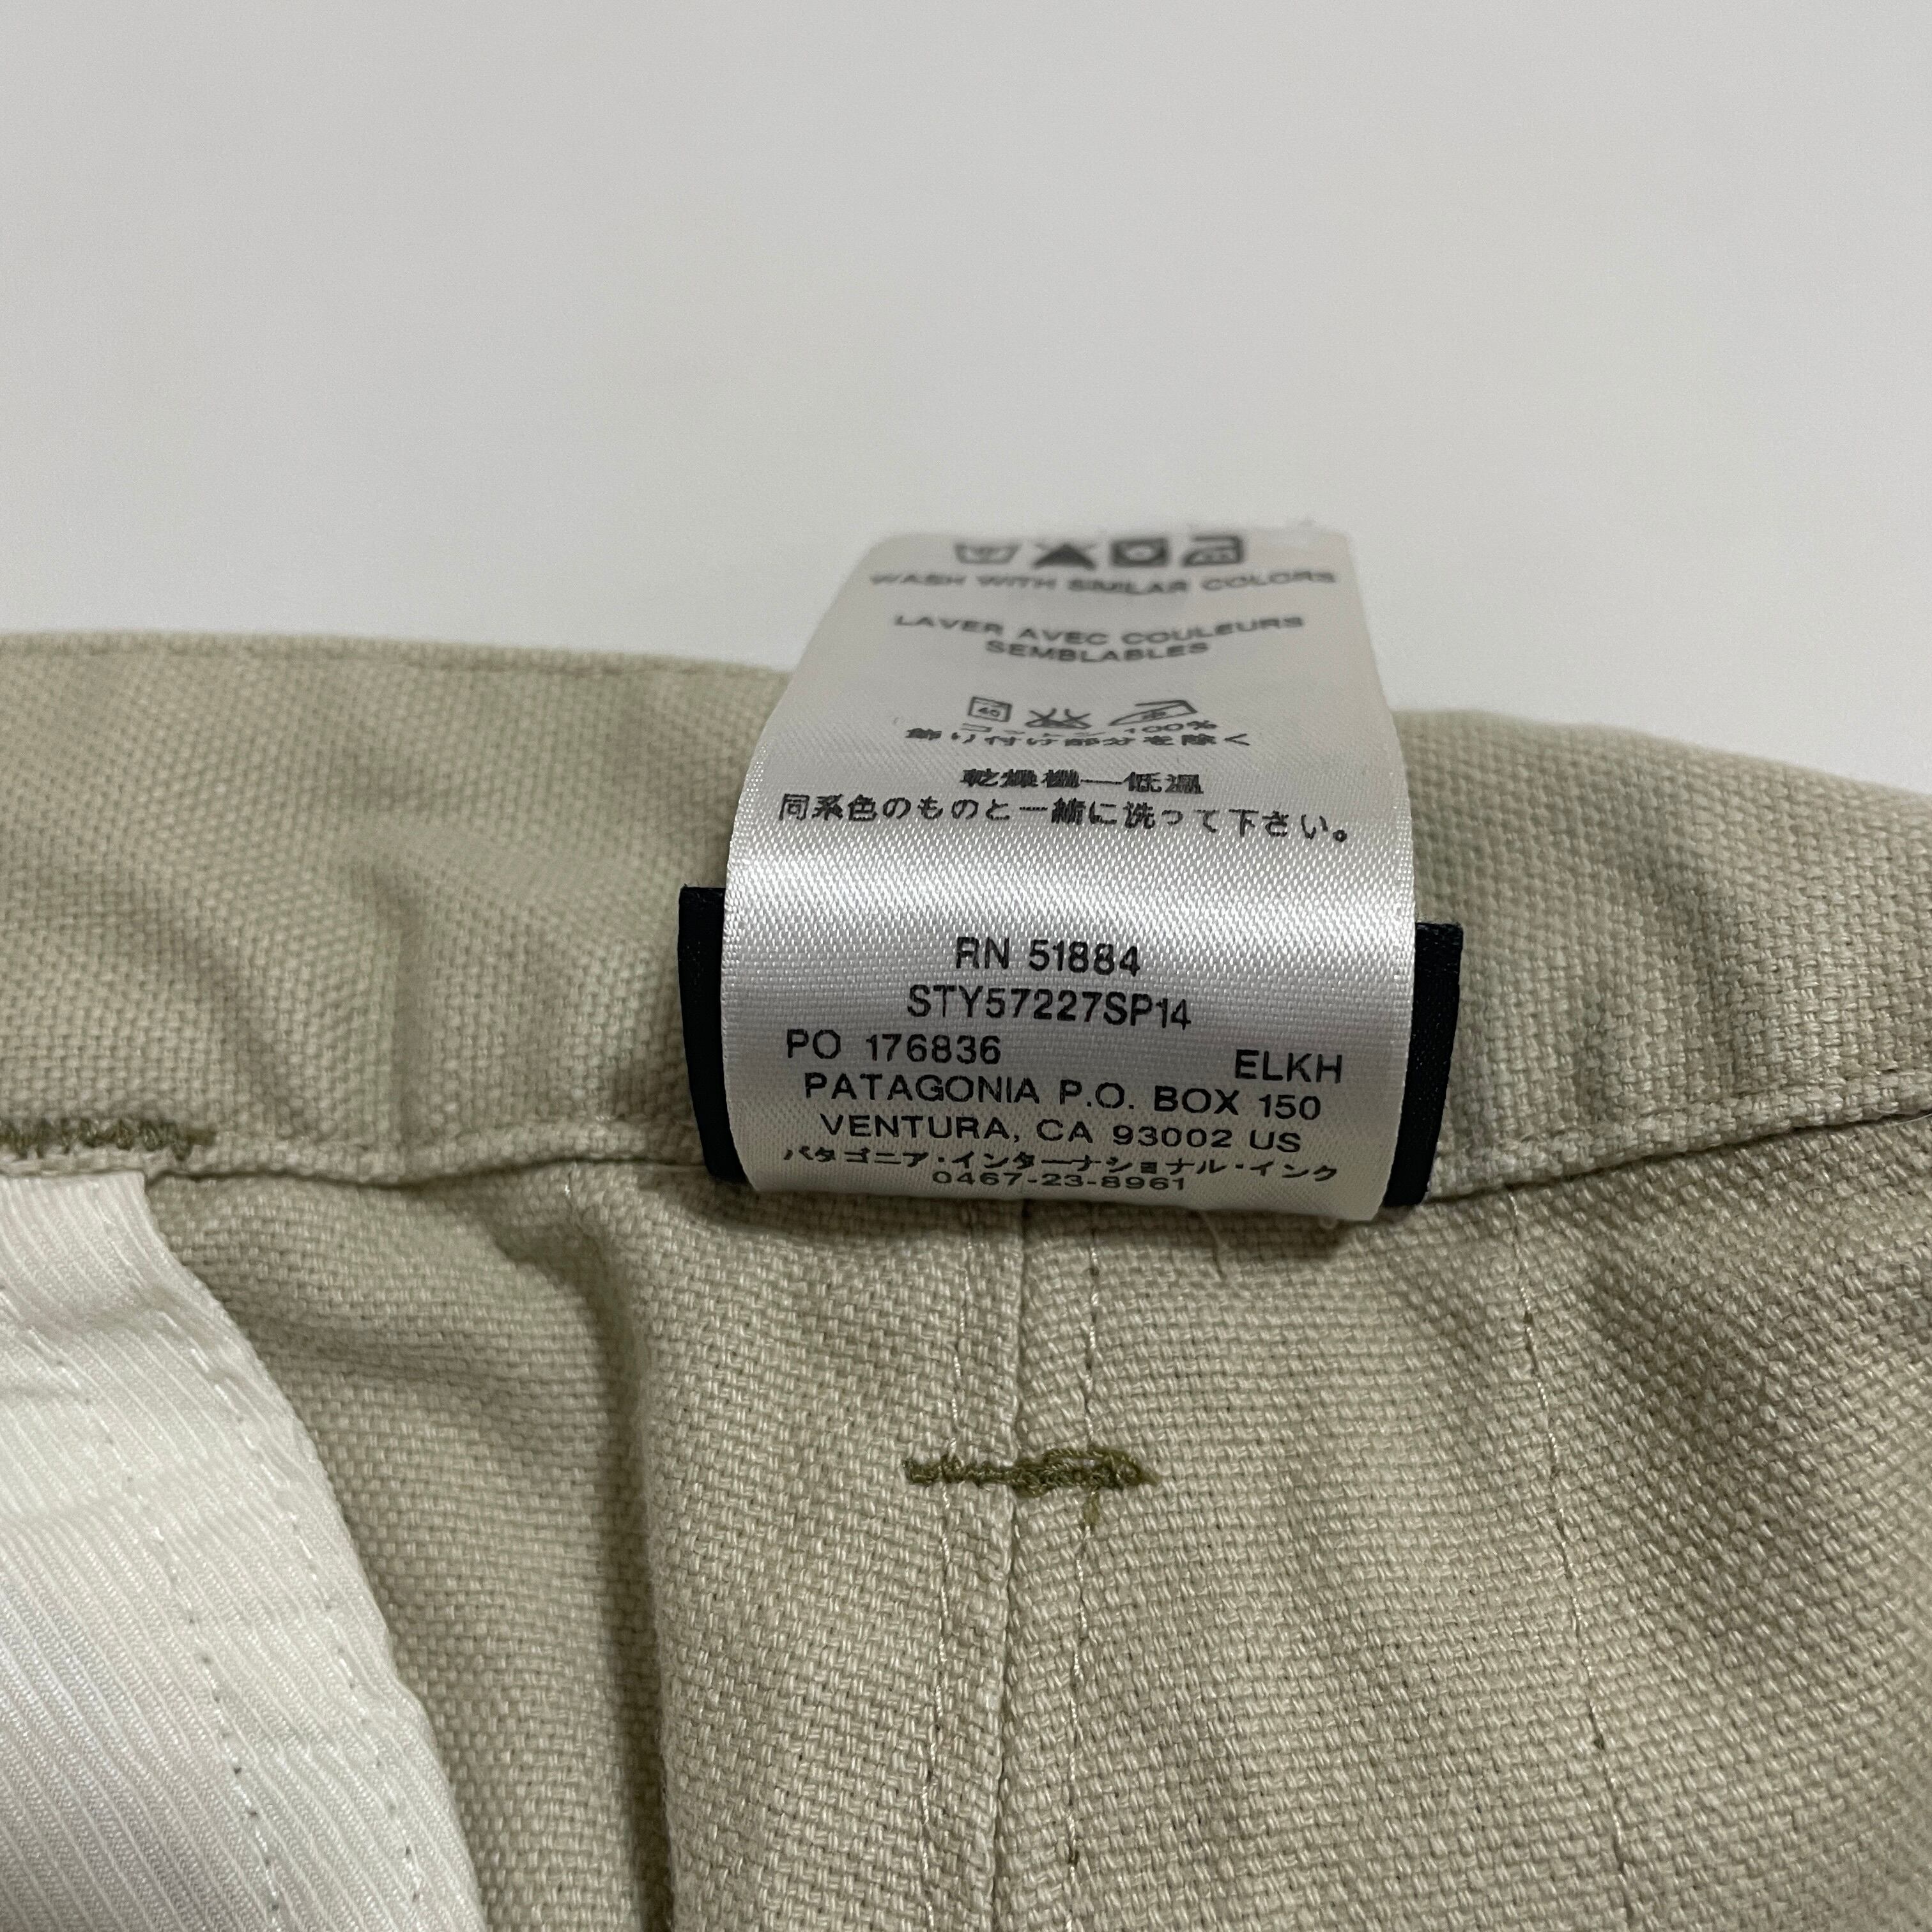 WASH WITH SIMILAR COLORS
LAVER AVEC COULEURS
SEMBLABLES
40
コットン 100%
飾り付け部分を除く
乾燥機—低温
同系色のものと一緒に洗って下さい。
RN 51884
STY57227SP14
PO 176836 ELKH
PATAGONIA P.O. BOX 150
VENTURA, CA 93002 US
パタゴニア・インターナショナル・インク
0467-23-8961